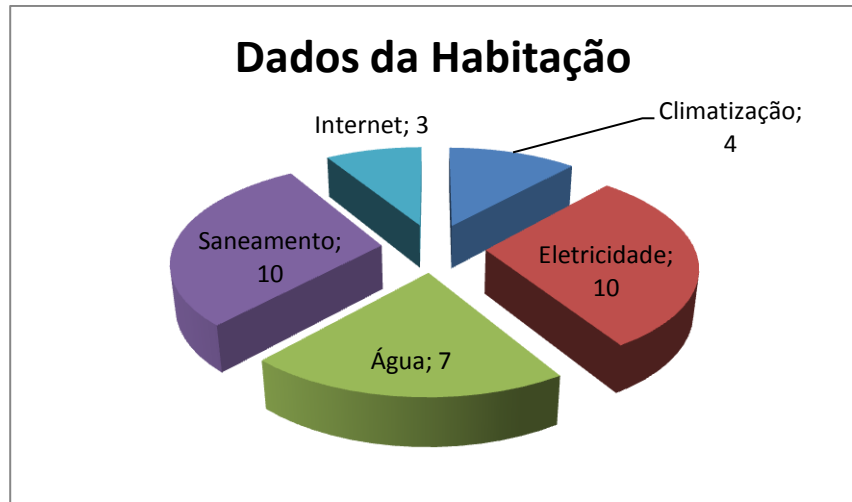 Dados da Habitação
Internet; 3
Climatização;
4
Saneamento;
10
Eletricidade;
10
Água; 7